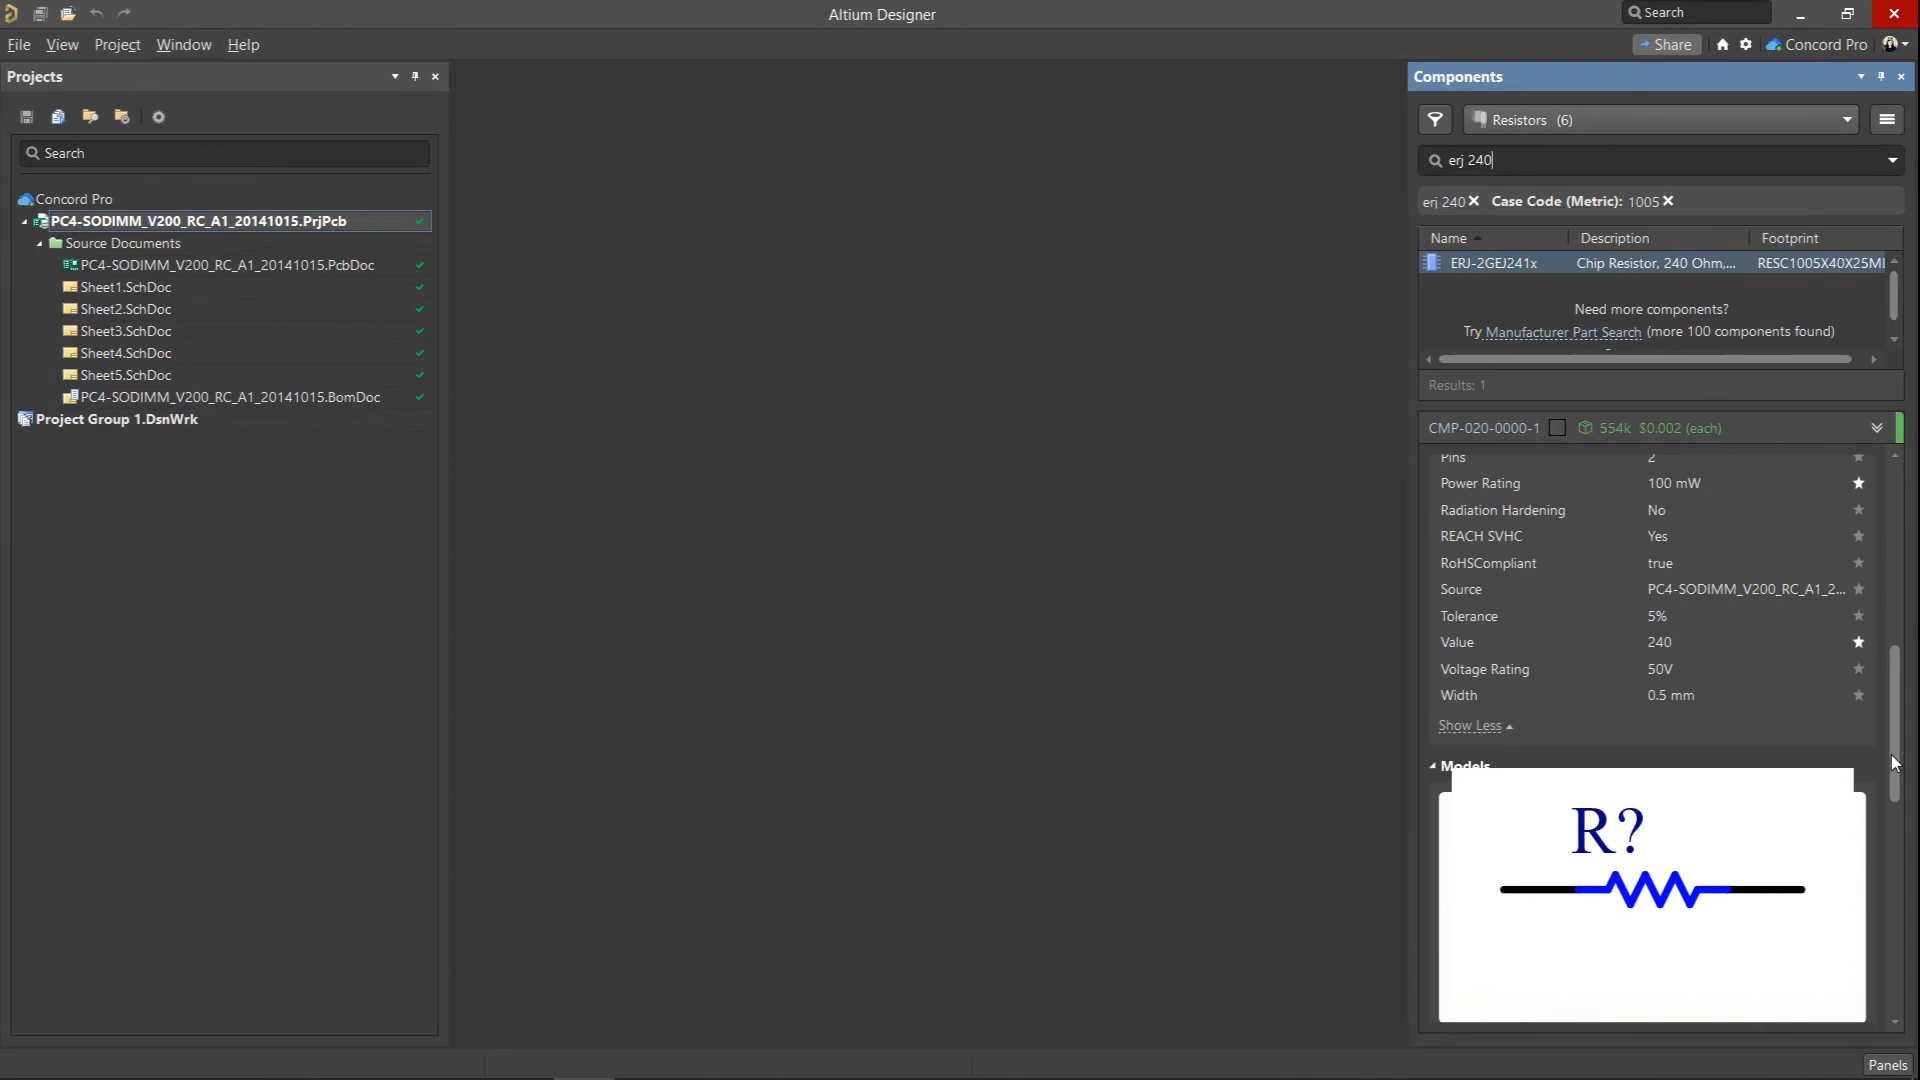 Altium Designer
Search
File View Project Window Help
Share
Concord Pro
Projects
Search
Concord Pro
PC4-SODIMM_V200_RC_A1_20141015.PrjPcb
Source Documents
PC4-SODIMM_V200_RC_A1_20141015.PcbDoc
Sheet1.SchDoc
Sheet2.SchDoc
Sheet3.SchDoc
Sheet4.SchDoc
Sheet5.SchDoc
PC4-SODIMM_V200_RC_A1_20141015.BomDoc
Project Group 1.DsnWrk
Components
Resistors (6)
erj 240
erj 240 Case Code (Metric): 1005
Name Description Footprint
ERJ-2GEJ241x Chip Resistor, 240 Ohm,... RESC1005X40X25ML
Need more components?
Try Manufacturer Part Search (more 100 components found)
Results: 1
CMP-020-0000-1 554k $0.002 (each)
Pins 2
Power Rating 100 mW
Radiation Hardening No
REACH SVHC Yes
RoHSCompliant true
Source PC4-SODIMM_V200_RC_A1_2...
Tolerance 5%
Value 240
Voltage Rating 50V
Width 0.5 mm
Show Less
Models
R?
Panels